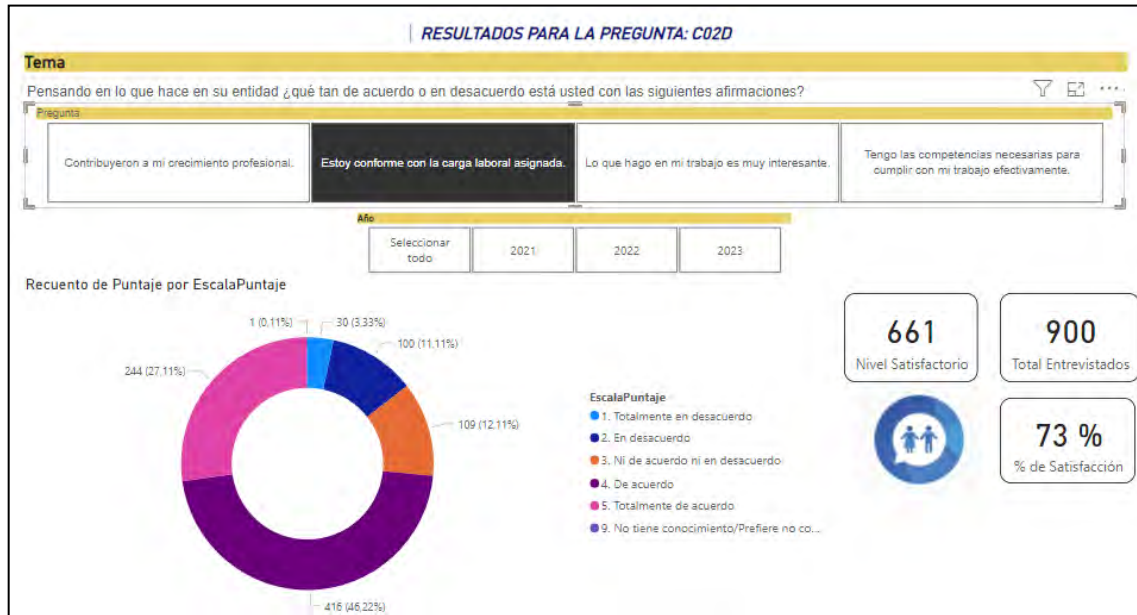 RESULTADOS PARA LA PREGUNTA: C02D
Tema
Pensando en lo que hace en su entidad ¿qué tan de acuerdo o en desacuerdo está usted con las siguientes afirmaciones?
Pregunta
Contribuyeron a mi crecimiento profesional.
Estoy conforme con la carga laboral asignada.
Lo que hago en mi trabajo es muy interesante.
Tengo las competencias necesarias para
cumplir con mi trabajo efectivamente.
Año
Seleccionar
todo
2021
2022
2023
Recuento de Puntaje por EscalaPuntaje
1 (0,11%)
30 (3,33%)
100 (11,11%)
109 (12,11%)
416 (46,22%)
244 (27,11%)
EscalaPuntaje
1. Totalmente en desacuerdo
2. En desacuerdo
3. Ni de acuerdo ni en desacuerdo
4. De acuerdo
5. Totalmente de acuerdo
9. No tiene conocimiento/Prefiere no co...
661
Nivel Satisfactorio
900
Total Entrevistados
73 %
% de Satisfacción